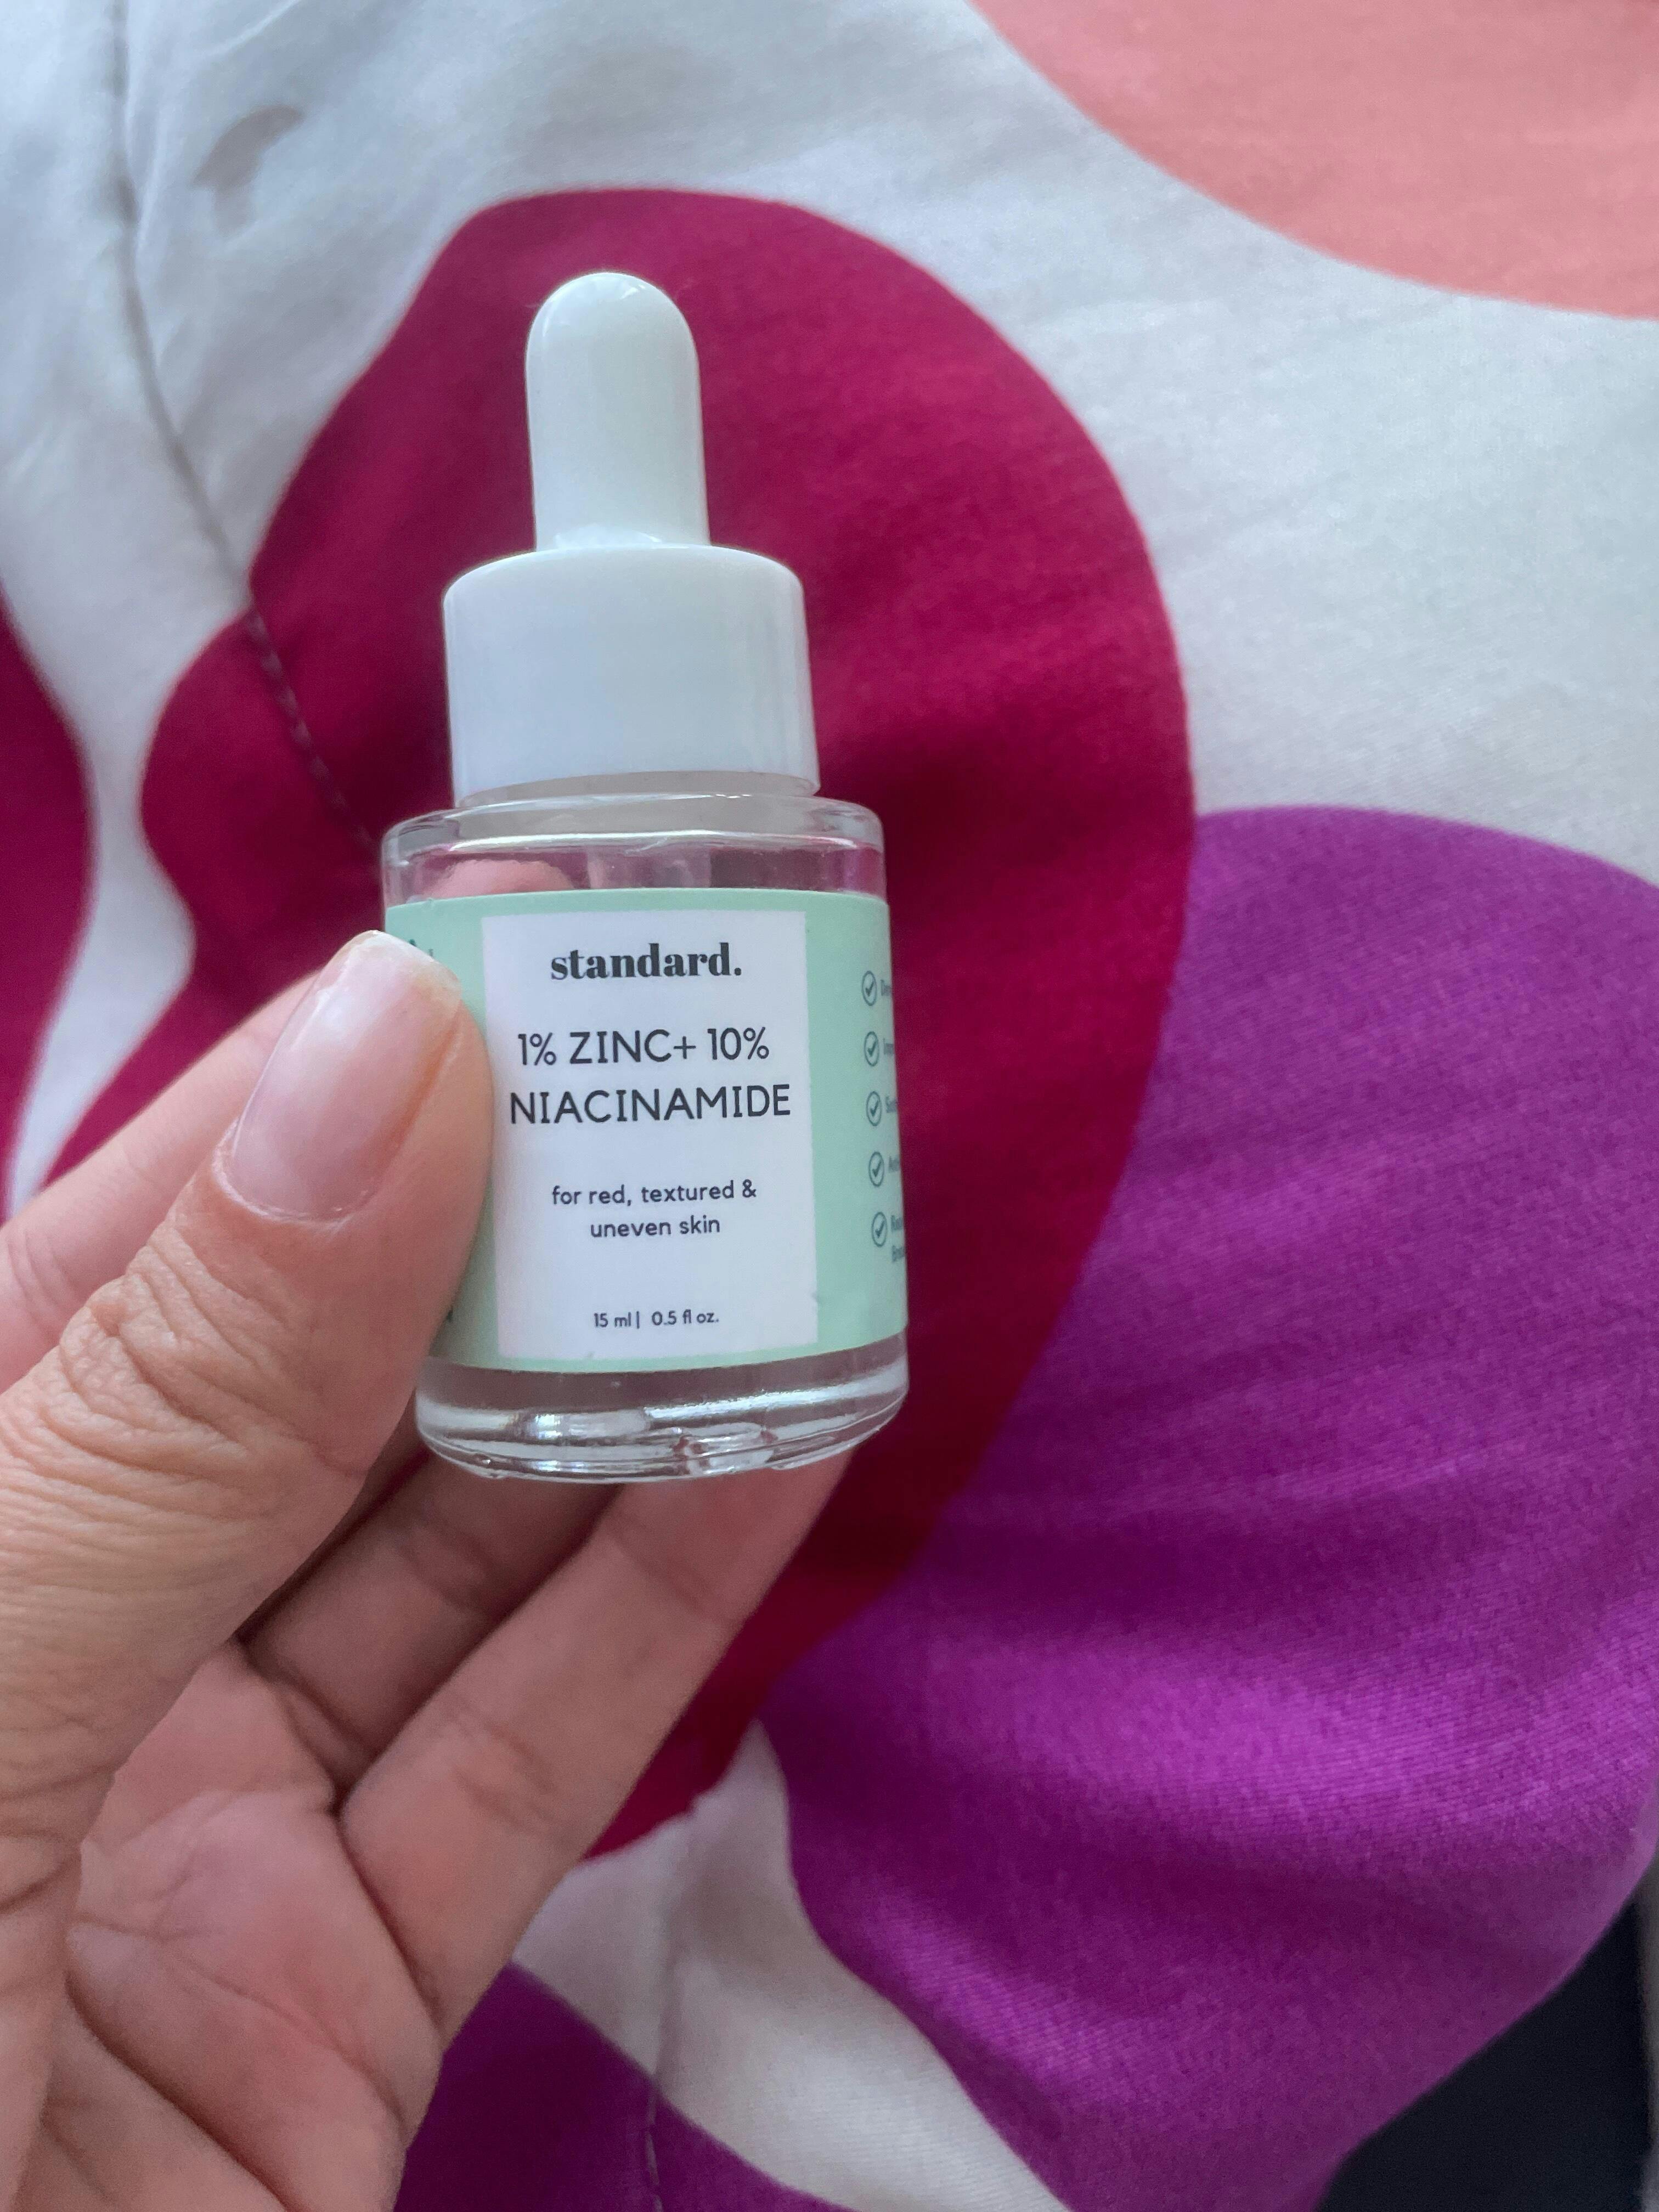 standard.
1% ZINC+ 10%
NIACINAMIDE
for red, textured &
uneven skin
15 ml| 0.5 fl oz.